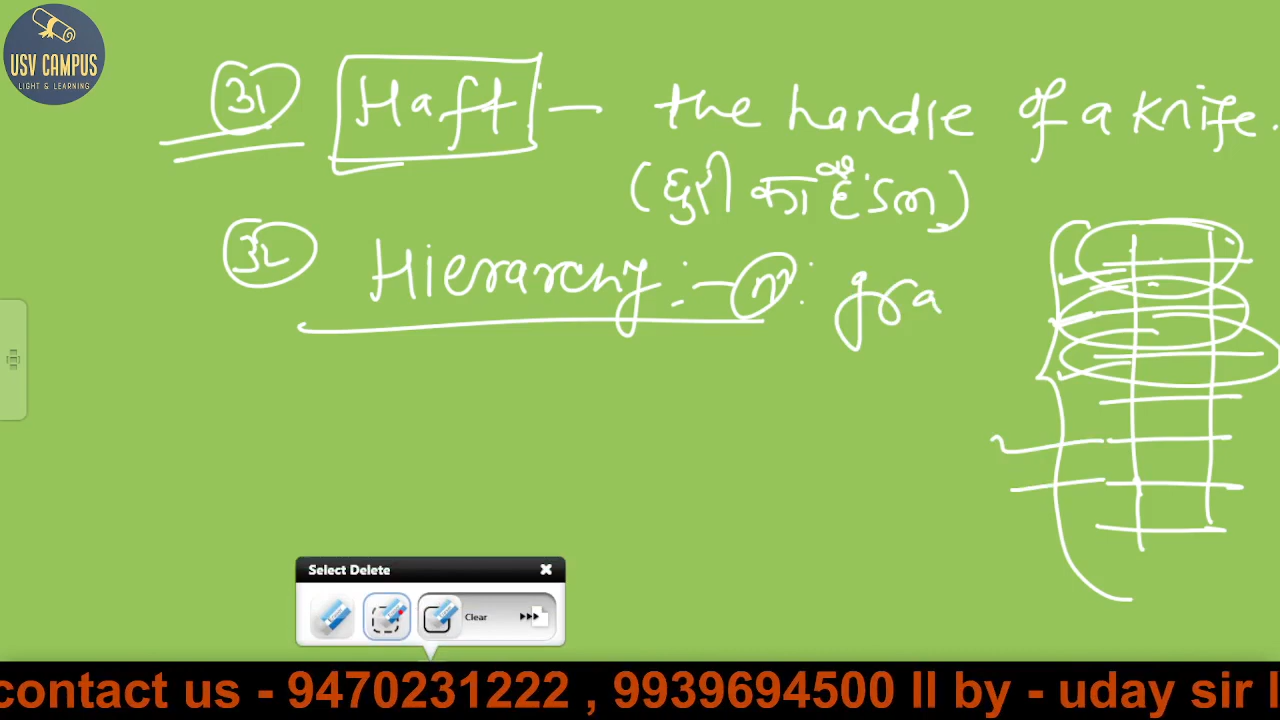 USV CAMPUS
LIGHT & LEARNING
31 Haft — the handle of a knife.
(छुरी का हैंडल)
32 Hierarchy :- n: gra
Select Delete
Clear
contact us - 9470231222 , 9939694500 ll by - uday sir l